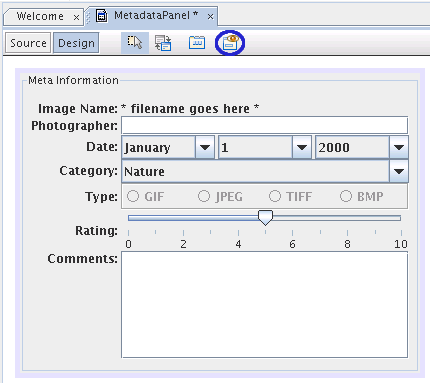 Welcome x MetadataPanel * x
Source Design
Meta Information
Image Name: * filename goes here *
Photographer:
Date: January 1 2000
Category: Nature
Type: GIF JPEG TIFF BMP
Rating:
0 2 4 6 8 10
Comments: